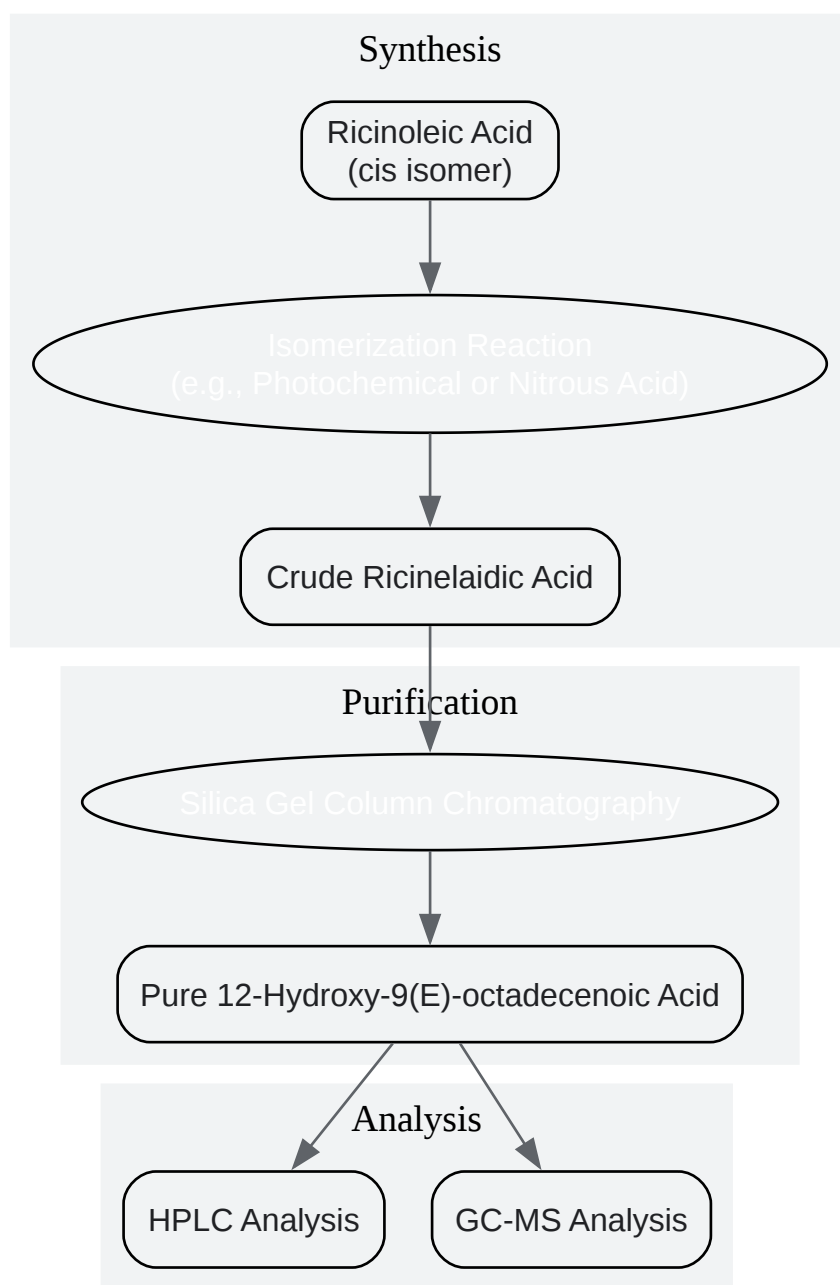 Synthesis
Ricinoleic Acid
(cis isomer)
Isomerization Reaction
(e.g., Photochemical or Nitrous Acid)
Crude Ricinelaidic Acid
Purification
Silica Gel Column Chromatography
Pure 12-Hydroxy-9(E)-octadecenoic Acid
Analysis
HPLC Analysis
GC-MS Analysis